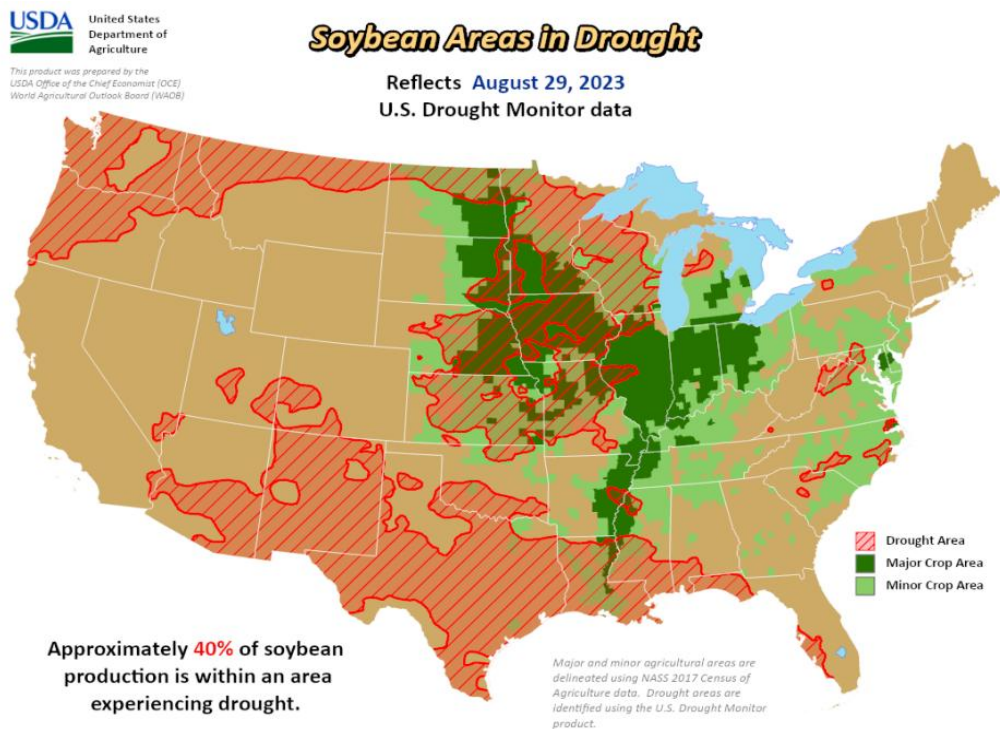 USDA
United States
Department of
Agriculture
This product was prepared by the
USDA Office of the Chief Economist (OCE)
World Agricultural Outlook Board (WAOB)
Soybean Areas in Drought
Reflects August 29, 2023
U.S. Drought Monitor data
Drought Area
Major Crop Area
Minor Crop Area
Approximately 40% of soybean
production is within an area
experiencing drought.
Major and minor agricultural areas are
delineated using NASS 2017 Census of
Agriculture data. Drought areas are
identified using the U.S. Drought Monitor
product.